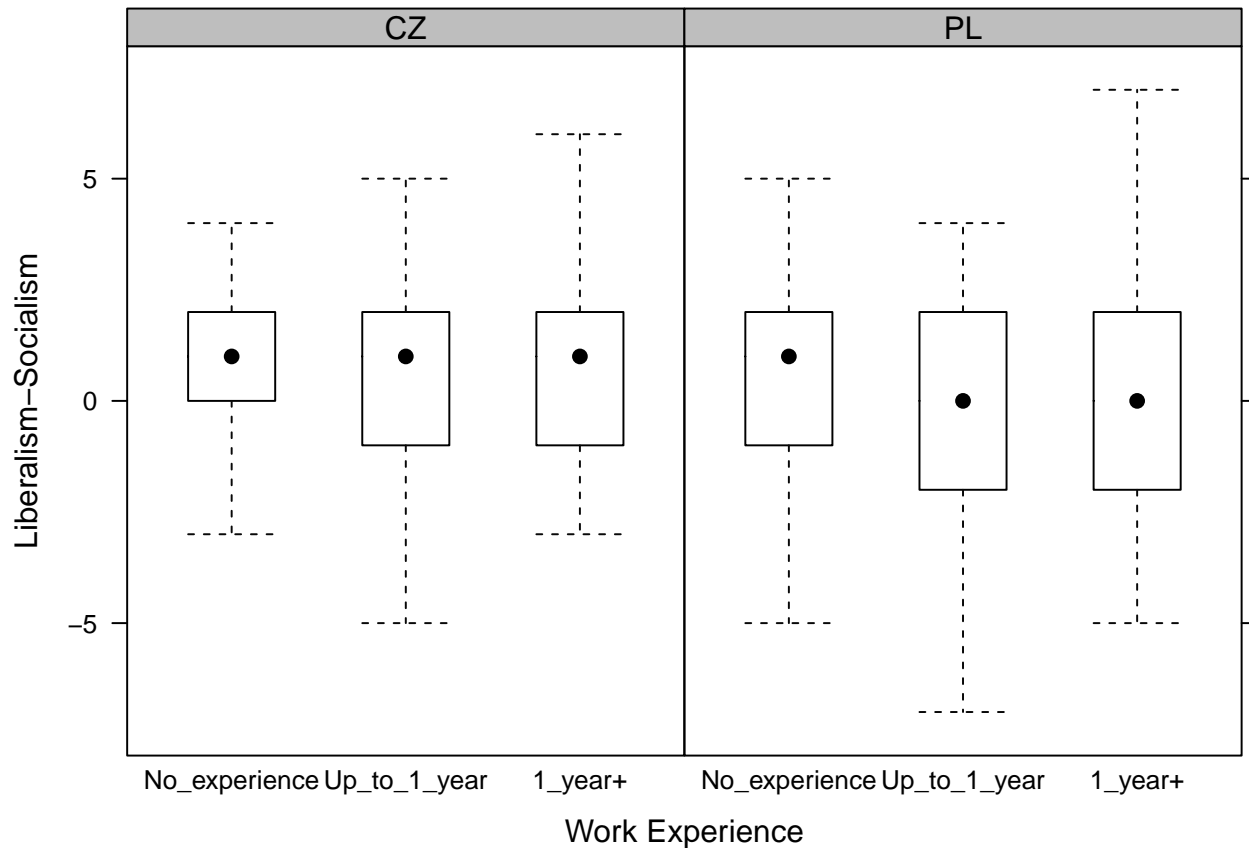 CZ PL
Liberalism−Socialism
5
0
−5
No_experience Up_to_1_year 1_year+ No_experience Up_to_1_year 1_year+
Work Experience